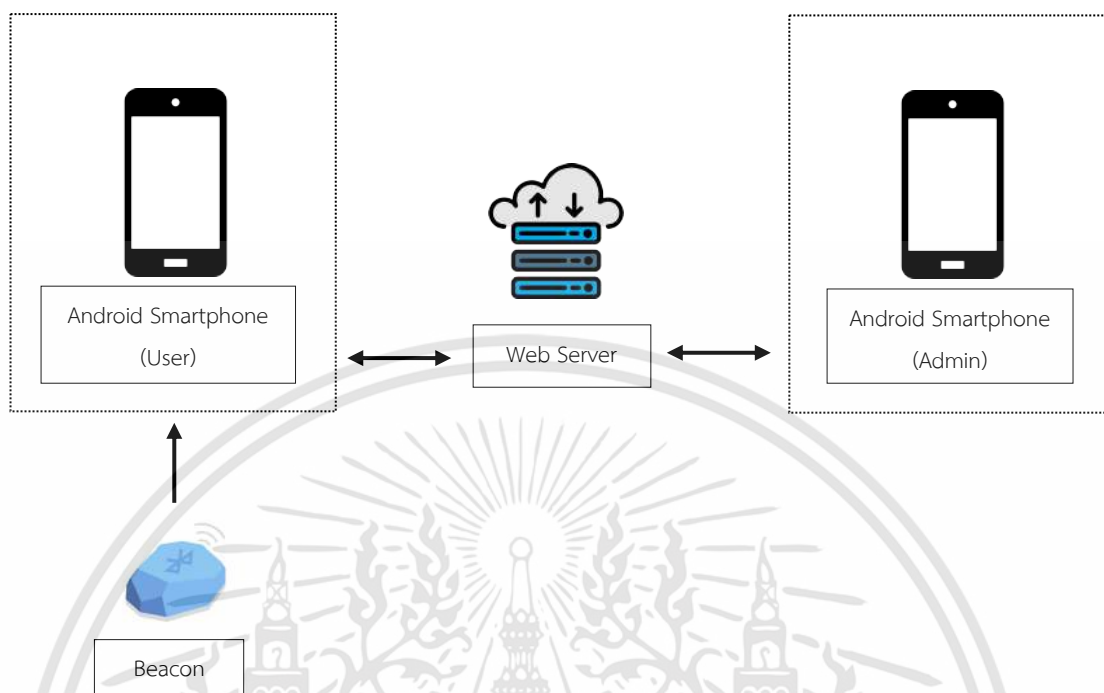 Android Smartphone
(User)
Web Server
Android Smartphone
(Admin)
Beacon